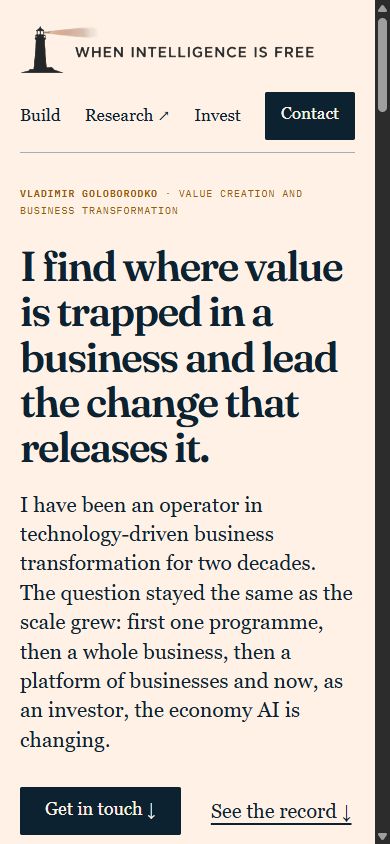 WHEN INTELLIGENCE IS FREE
Build Research ↗ Invest Contact
VLADIMIR GOLOBORODKO · VALUE CREATION AND
BUSINESS TRANSFORMATION
I find where value
is trapped in a
business and lead
the change that
releases it.
I have been an operator in
technology-driven business
transformation for two decades.
The question stayed the same as the
scale grew: first one programme,
then a whole business, then a
platform of businesses and now, as
an investor, the economy AI is
changing.
Get in touch ↓ See the record ↓